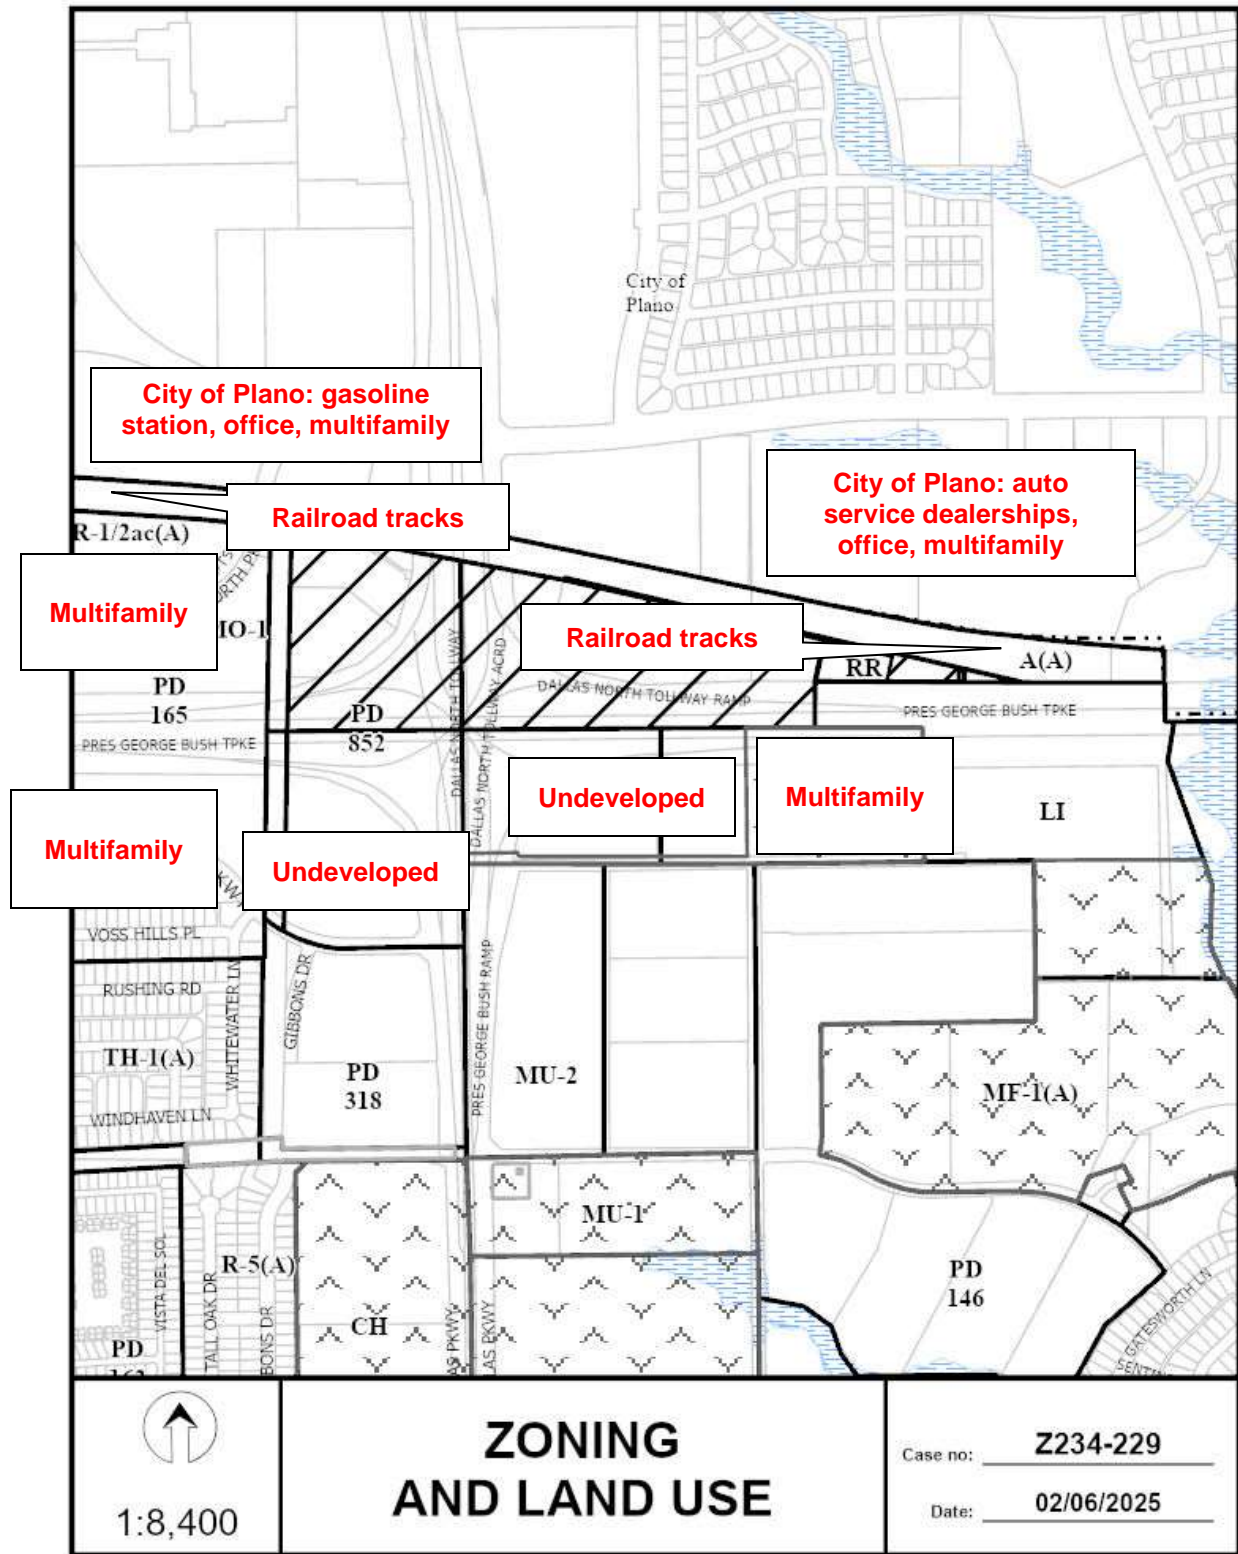 City of
Plano
City of Plano: gasoline
station, office, multifamily
City of Plano: auto
service dealerships,
office, multifamily
Railroad tracks
R-1/2ac(A)
Multifamily
Railroad tracks
A(A)
RR
DALLAS NORTH TOLLWAY
DALLAS NORTH TOLLWAY ACRD
DALLAS NORTH TOLLWAY RAMP
PD
165
PD
852
PRES GEORGE BUSH TPKE
PRES GEORGE BUSH TPKE
Undeveloped
Multifamily
LI
Multifamily
Undeveloped
VOSS HILLS PL
RUSHING RD
WHITEWATER LN
GIBBONS DR
PRES GEORGE BUSH RAMP
TH-1(A)
PD
318
MU-2
MF-1(A)
WINDHAVEN LN
MU-1
VISTA DEL SOL
R-5(A)
TALL OAK DR
CH
PD
146
GATESWORTH LN
PD
ZONING
AND LAND USE
1:8,400
Case no: Z234-229
Date: 02/06/2025